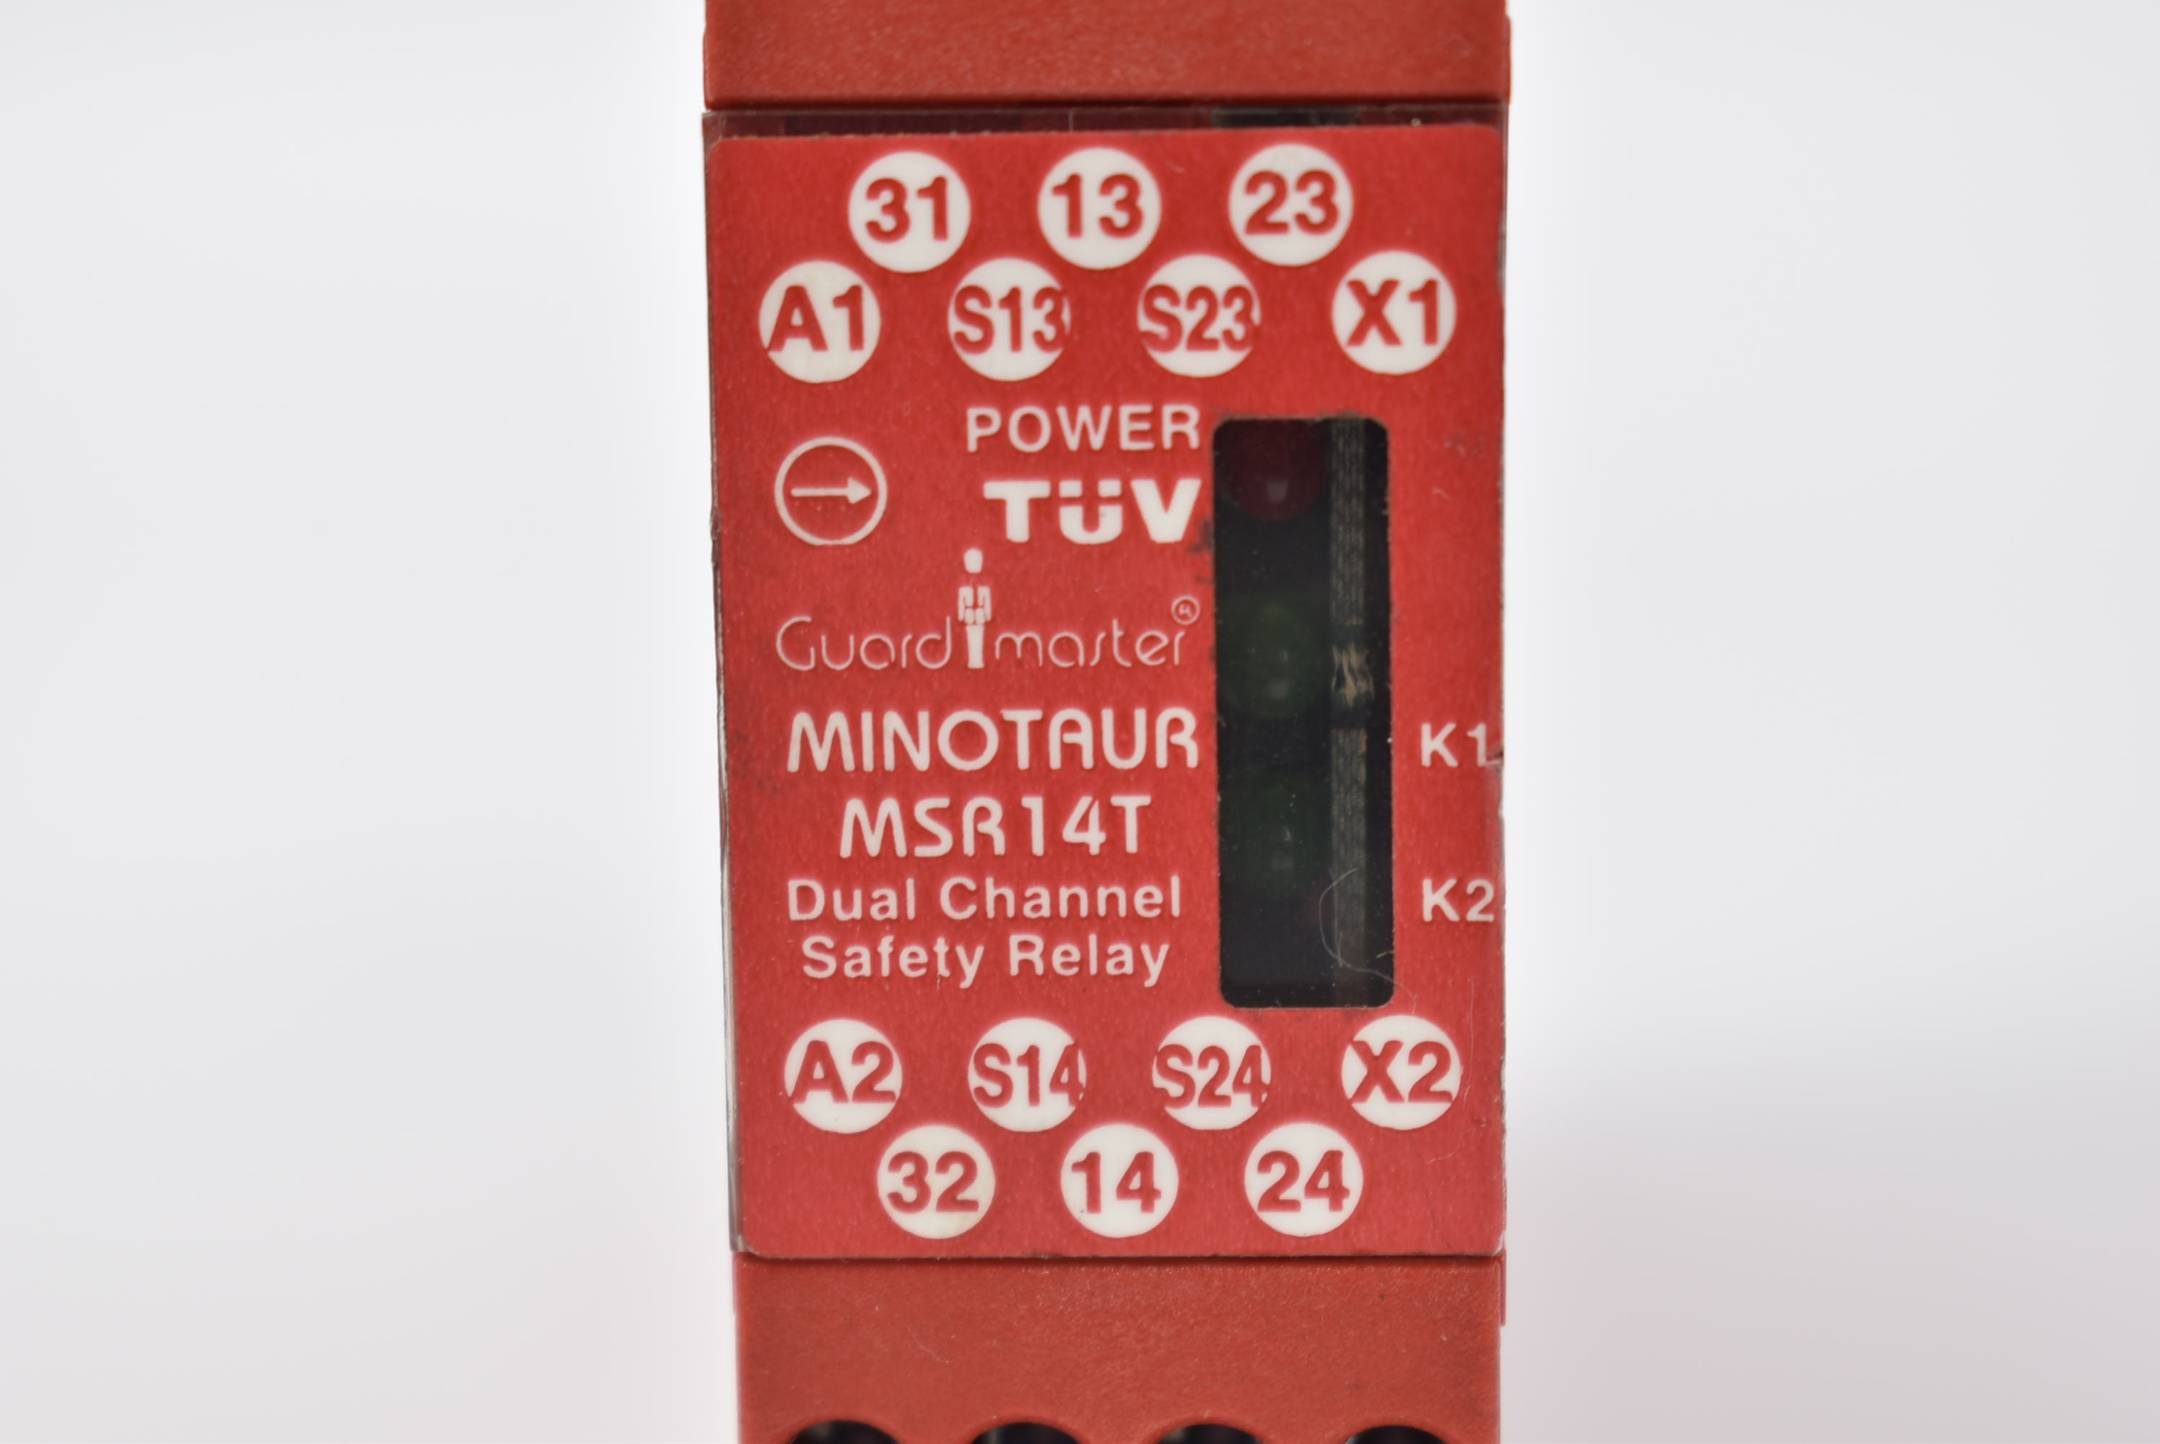 31 13 23
A1 S13 S23 X1
POWER
TÜV
Guardmaster®
MINOTAUR
K1
MSR14T
Dual Channel
K2
Safety Relay
A2 S14 S24 X2
32 14 24